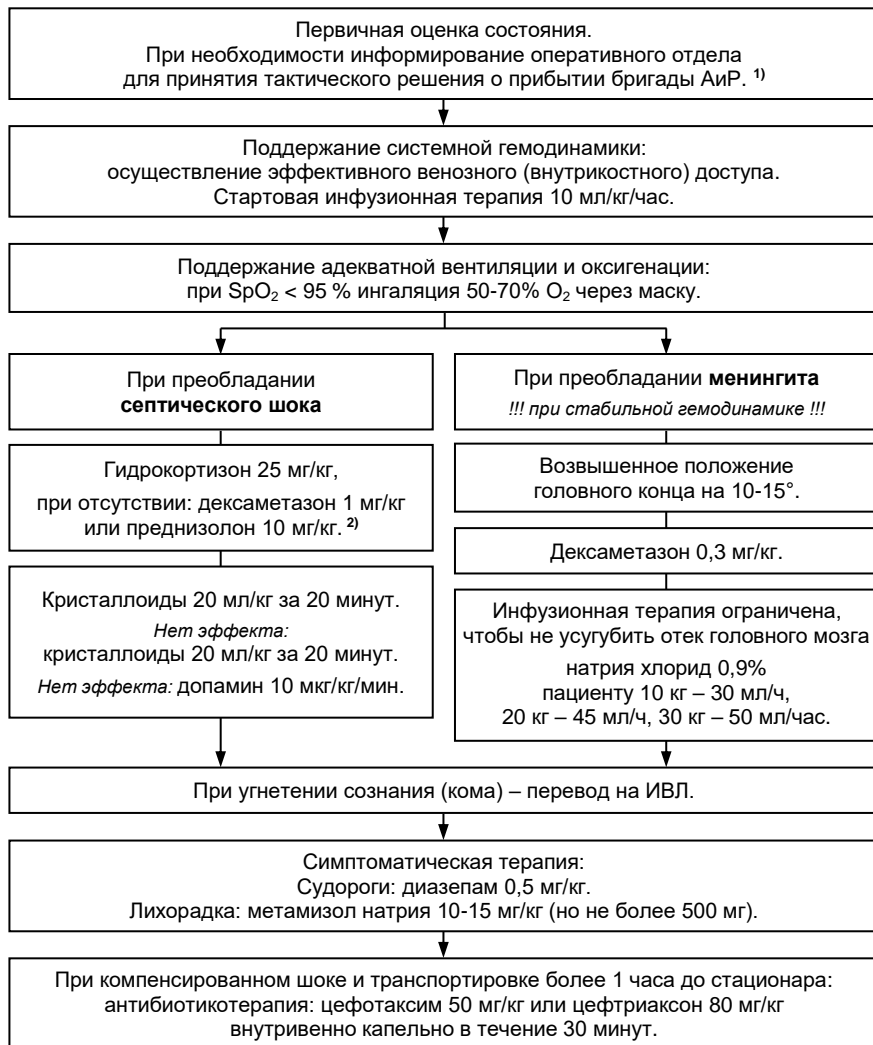 Первичная оценка состояния.
При необходимости информирование оперативного отдела
для принятия тактического решения о прибытии бригады АиР. 1)
Поддержание системной гемодинамики:
осуществление эффективного венозного (внутрикостного) доступа.
Стартовая инфузионная терапия 10 мл/кг/час.
Поддержание адекватной вентиляции и оксигенации:
при SpO2 < 95 % ингаляция 50-70% O2 через маску.
При преобладании
септического шока
Гидрокортизон 25 мг/кг,
при отсутствии: дексаметазон 1 мг/кг
или преднизолон 10 мг/кг. 2)
Кристаллоиды 20 мл/кг за 20 минут.
Нет эффекта:
кристаллоиды 20 мл/кг за 20 минут.
Нет эффекта: допамин 10 мкг/кг/мин.
При преобладании менингита
!!! при стабильной гемодинамике !!!
Возвышенное положение
головного конца на 10-15°.
Дексаметазон 0,3 мг/кг.
Инфузионная терапия ограничена,
чтобы не усугубить отек головного мозга
натрия хлорид 0,9%
пациенту 10 кг – 30 мл/ч,
20 кг – 45 мл/ч, 30 кг – 50 мл/час.
При угнетении сознания (кома) – перевод на ИВЛ.
Симптоматическая терапия:
Судороги: диазепам 0,5 мг/кг.
Лихорадка: метамизол натрия 10-15 мг/кг (но не более 500 мг).
При компенсированном шоке и транспортировке более 1 часа до стационара:
антибиотикотерапия: цефотаксим 50 мг/кг или цефтриаксон 80 мг/кг
внутривенно капельно в течение 30 минут.